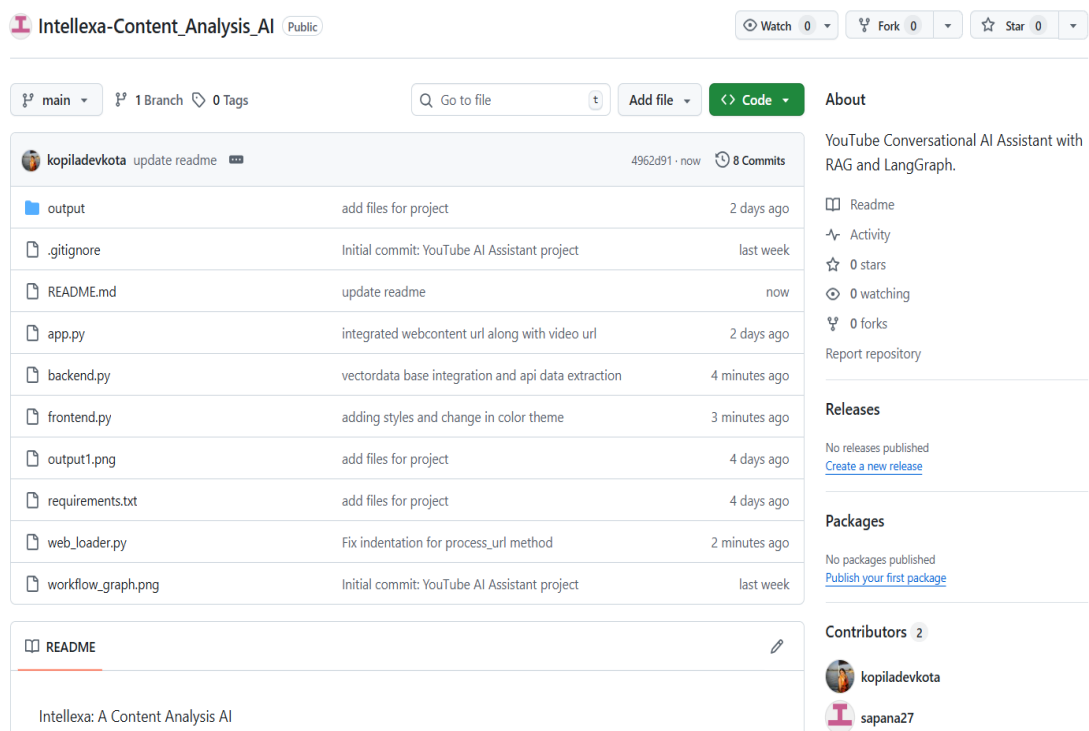 Intellexa-Content_Analysis_AI Public Watch 0 Fork 0 Star 0
main 1 Branch 0 Tags Go to file t Add file Code
kopiladevkota update readme 4962d91 · now 8 Commits
output add files for project 2 days ago
.gitignore Initial commit: YouTube AI Assistant project last week
README.md update readme now
app.py integrated webcontent url along with video url 2 days ago
backend.py vectordata base integration and api data extraction 4 minutes ago
frontend.py adding styles and change in color theme 3 minutes ago
output1.png add files for project 4 days ago
requirements.txt add files for project 4 days ago
web_loader.py Fix indentation for process_url method 2 minutes ago
workflow_graph.png Initial commit: YouTube AI Assistant project last week
README
Intellexa: A Content Analysis AI
About
YouTube Conversational AI Assistant with
RAG and LangGraph.
Readme
Activity
0 stars
0 watching
0 forks
Report repository
Releases
No releases published
Create a new release
Packages
No packages published
Publish your first package
Contributors 2
kopiladevkota
sapana27